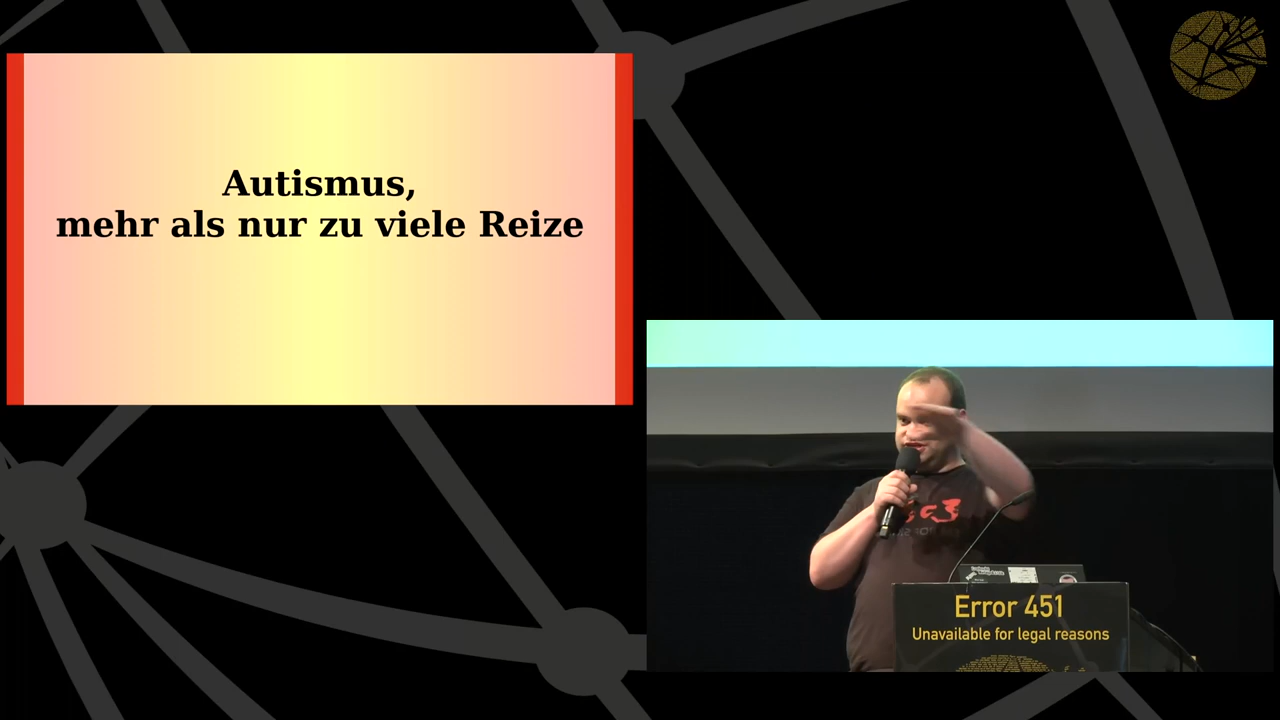 Autismus,
mehr als nur zu viele Reize
Error 451
Unavailable for legal reasons